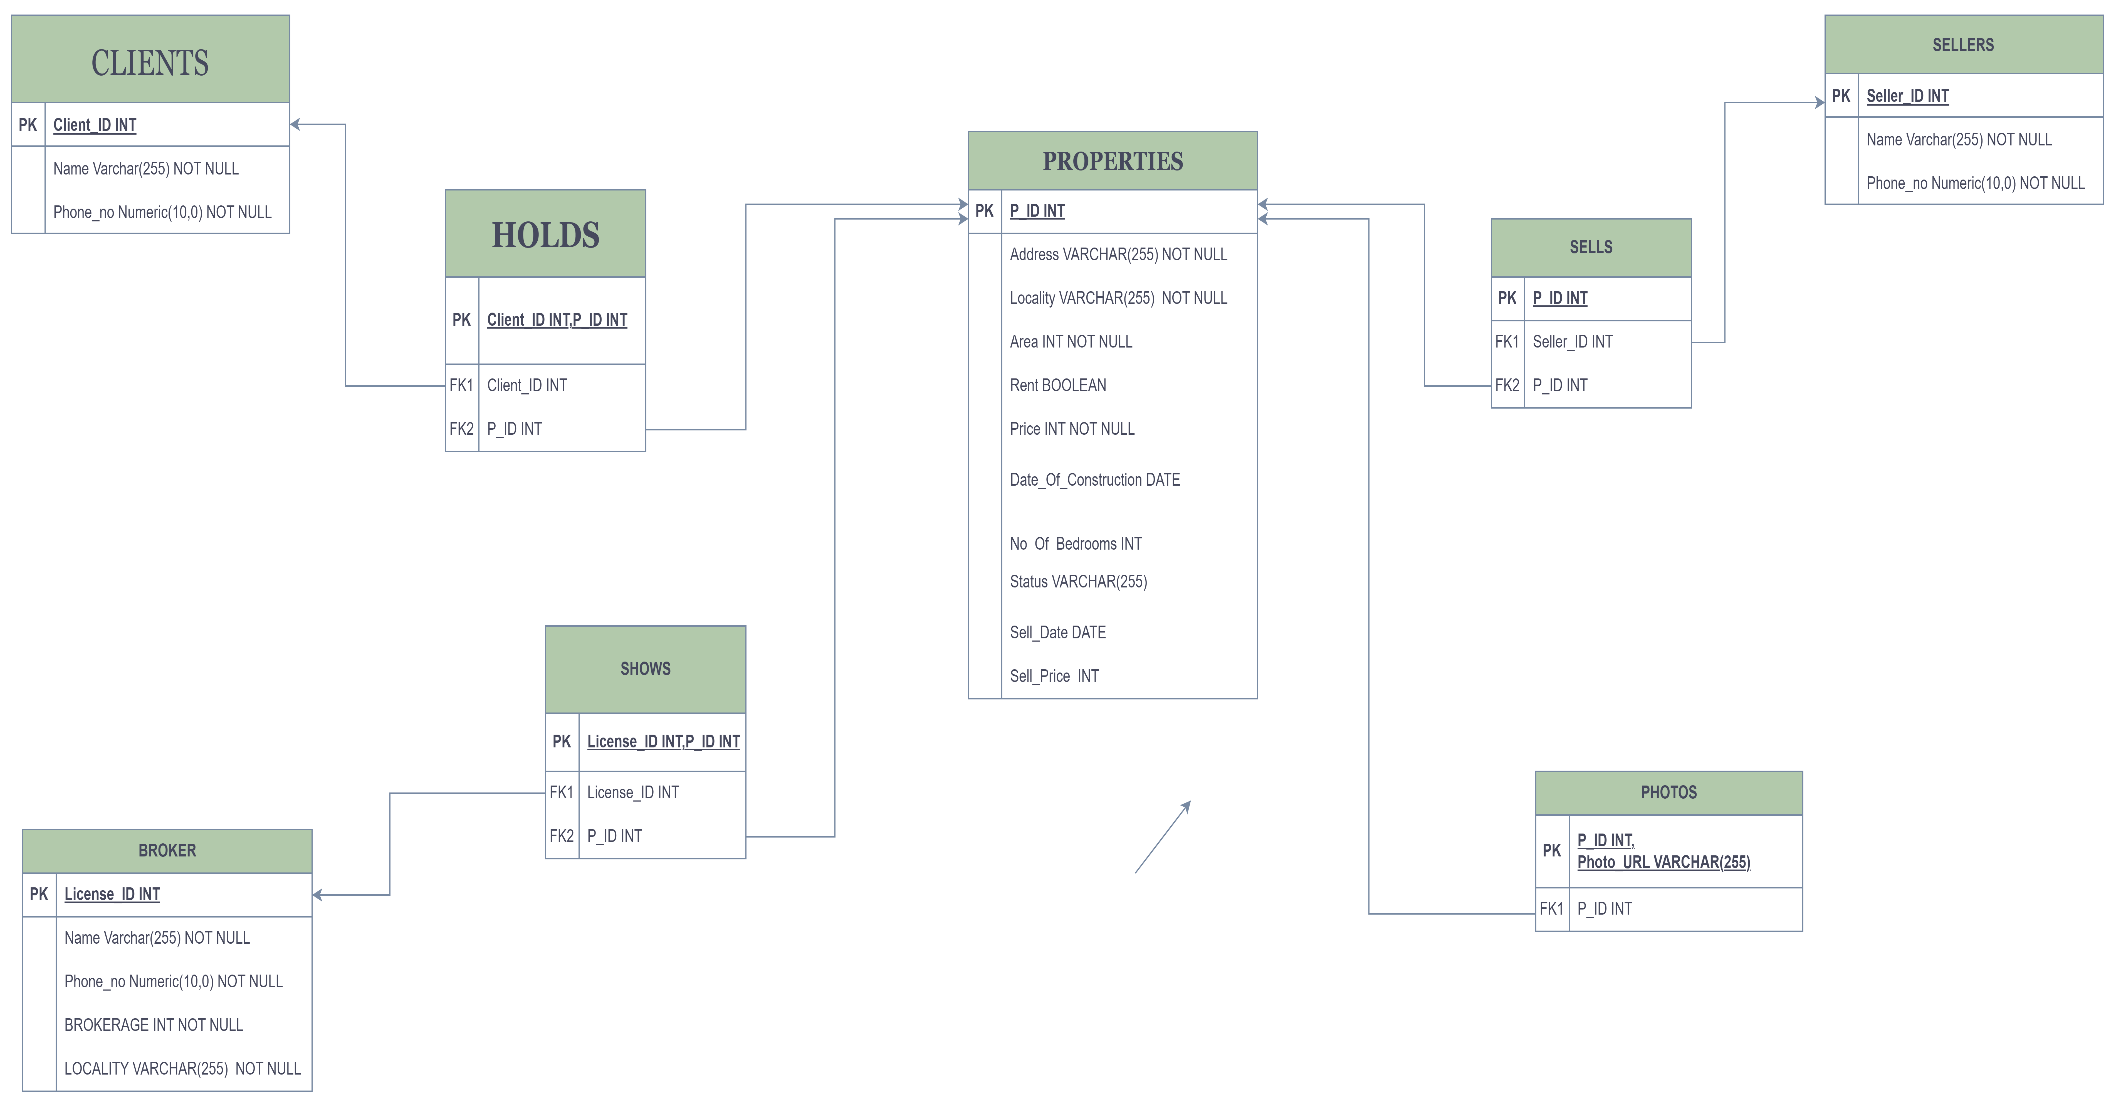 CLIENTS
PK Client_ID INT
Name Varchar(255) NOT NULL
Phone_no Numeric(10,0) NOT NULL
HOLDS
PK Client_ID INT,P_ID INT
FK1 Client_ID INT
FK2 P_ID INT
PROPERTIES
PK P_ID INT
Address VARCHAR(255) NOT NULL
Locality VARCHAR(255) NOT NULL
Area INT NOT NULL
Rent BOOLEAN
Price INT NOT NULL
Date_Of_Construction DATE
No_Of_Bedrooms INT
Status VARCHAR(255)
Sell_Date DATE
Sell_Price INT
SELLERS
PK Seller_ID INT
Name Varchar(255) NOT NULL
Phone_no Numeric(10,0) NOT NULL
SELLS
PK P_ID INT
FK1 Seller_ID INT
FK2 P_ID INT
SHOWS
PK License_ID INT,P_ID INT
FK1 License_ID INT
FK2 P_ID INT
BROKER
PK License_ID INT
Name Varchar(255) NOT NULL
Phone_no Numeric(10,0) NOT NULL
BROKERAGE INT NOT NULL
LOCALITY VARCHAR(255) NOT NULL
PHOTOS
PK P_ID INT,
Photo_URL VARCHAR(255)
FK1 P_ID INT